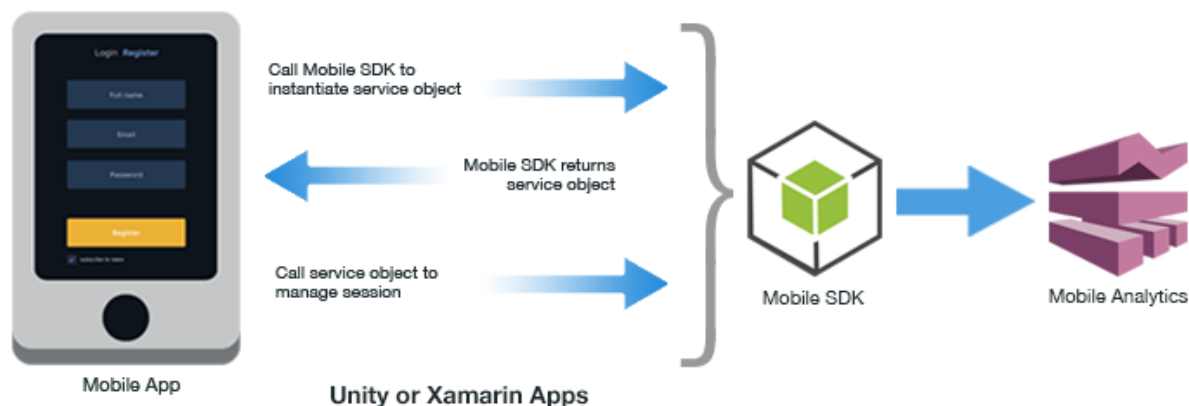 Login Register
Full name
Email
Password
Register
subscribe to news
Mobile App
Call Mobile SDK to
instantiate service object
Mobile SDK returns
service object
Call service object to
manage session
Unity or Xamarin Apps
Mobile SDK
Mobile Analytics